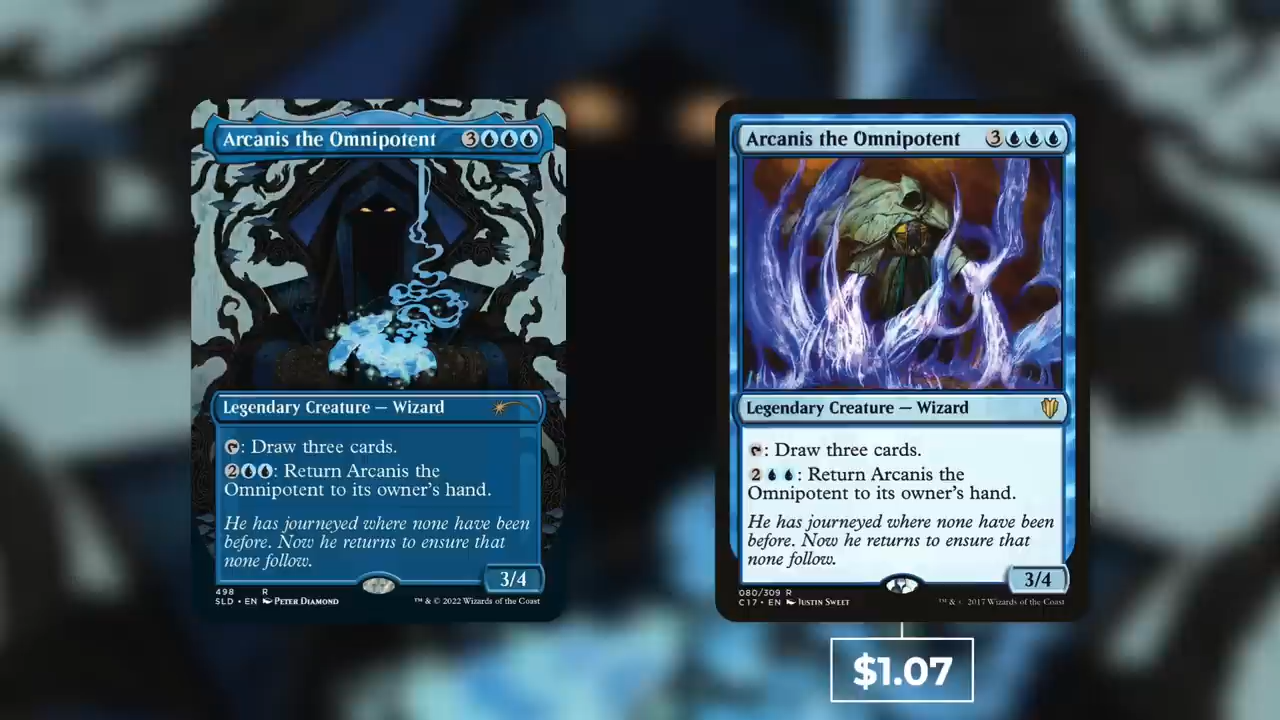 Arcanis the Omnipotent 3
Legendary Creature — Wizard
: Draw three cards.
2: Return Arcanis the
Omnipotent to its owner's hand.
He has journeyed where none have been
before. Now he returns to ensure that
none follow.
3/4
498 R
SLD • EN Peter Diamond
™ & © 2022 Wizards of the Coast
Arcanis the Omnipotent 3
Legendary Creature — Wizard
: Draw three cards.
2: Return Arcanis the
Omnipotent to its owner's hand.
He has journeyed where none have been
before. Now he returns to ensure that
none follow.
3/4
080/309 R
C17 • EN Justin Sweet
™ & © 2017 Wizards of the Coast
$1.07